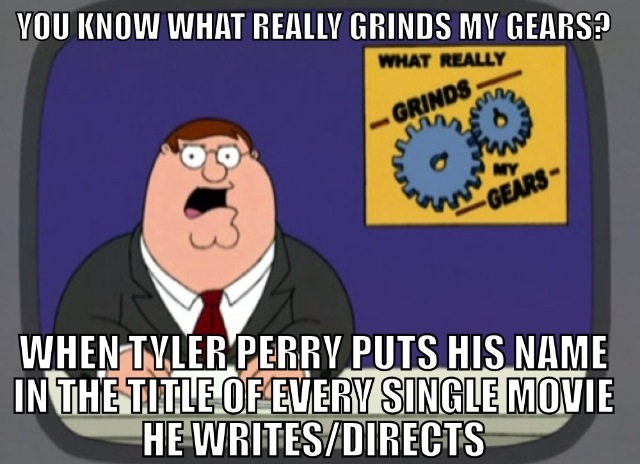 YOU KNOW WHAT REALLY GRINDS MY GEARS?
WHAT REALLY
GRINDS
MY
GEARS
WHEN TYLER PERRY PUTS HIS NAME
IN THE TITLE OF EVERY SINGLE MOVIE
HE WRITES/DIRECTS